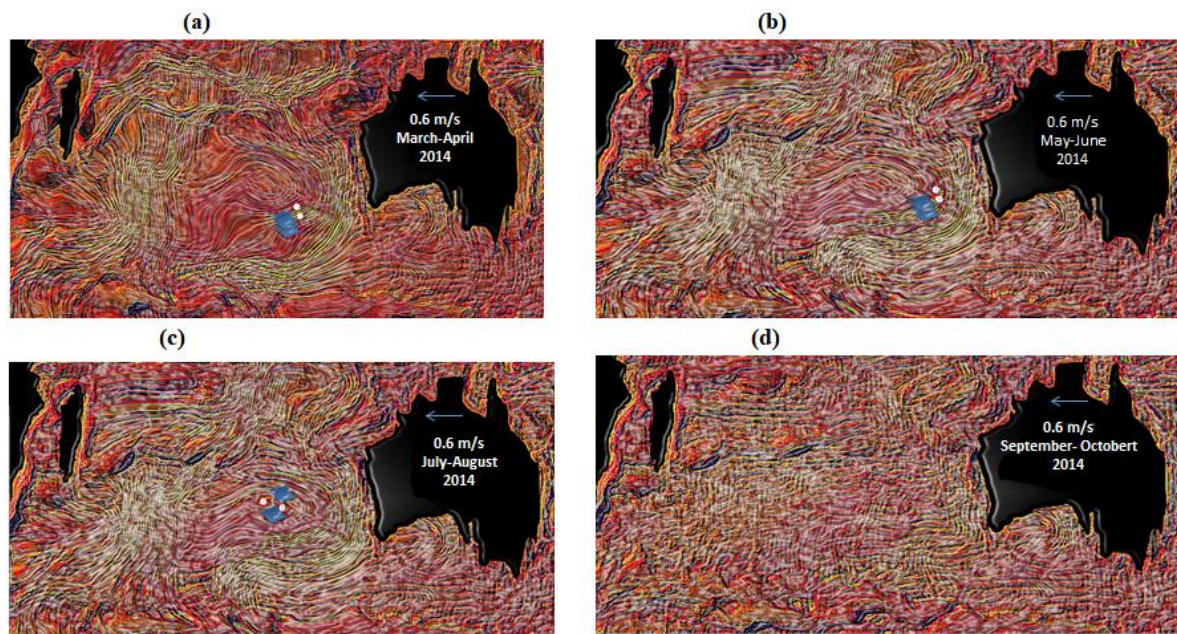 (a)
0.6 m/s
March-April
2014
(b)
0.6 m/s
May-June
2014
(c)
0.6 m/s
July-August
2014
(d)
0.6 m/s
September- Octobert
2014